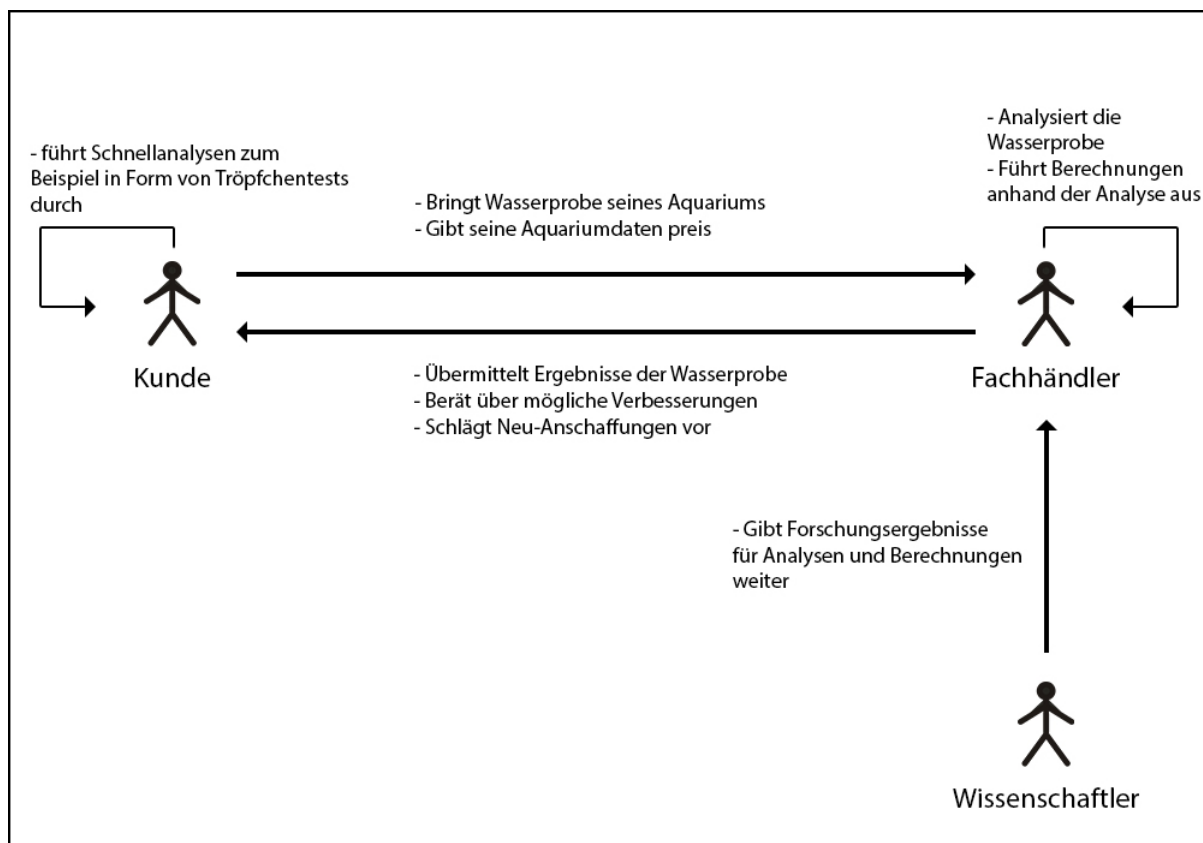 - führt Schnellanalysen zum
Beispiel in Form von Tröpfchentests
durch
- Bringt Wasserprobe seines Aquariums
- Gibt seine Aquariumdaten preis
- Analysiert die
Wasserprobe
- Führt Berechnungen
anhand der Analyse aus
Kunde
Fachhändler
- Übermittelt Ergebnisse der Wasserprobe
- Berät über mögliche Verbesserungen
- Schlägt Neu-Anschaffungen vor
- Gibt Forschungsergebnisse
für Analysen und Berechnungen
weiter
Wissenschaftler